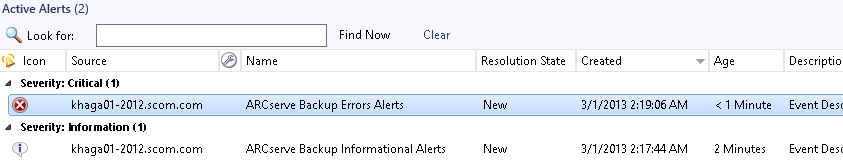 Active Alerts (2)
Look for: Find Now Clear
Icon Source Name Resolution State Created Age Descriptio
Severity: Critical (1)
khaga01-2012.scom.com ARCserve Backup Errors Alerts New 3/1/2013 2:19:06 AM < 1 Minute Event Desc
Severity: Information (1)
khaga01-2012.scom.com ARCserve Backup Informational Alerts New 3/1/2013 2:17:44 AM 2 Minutes Event Desc